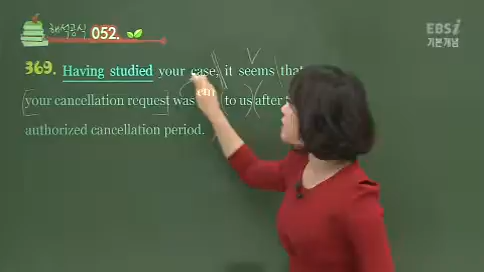 해석공식 052.
EBSi
기본개념
369. Having studied your case, it seems that
your cancellation request was to us after
authorized cancellation period.